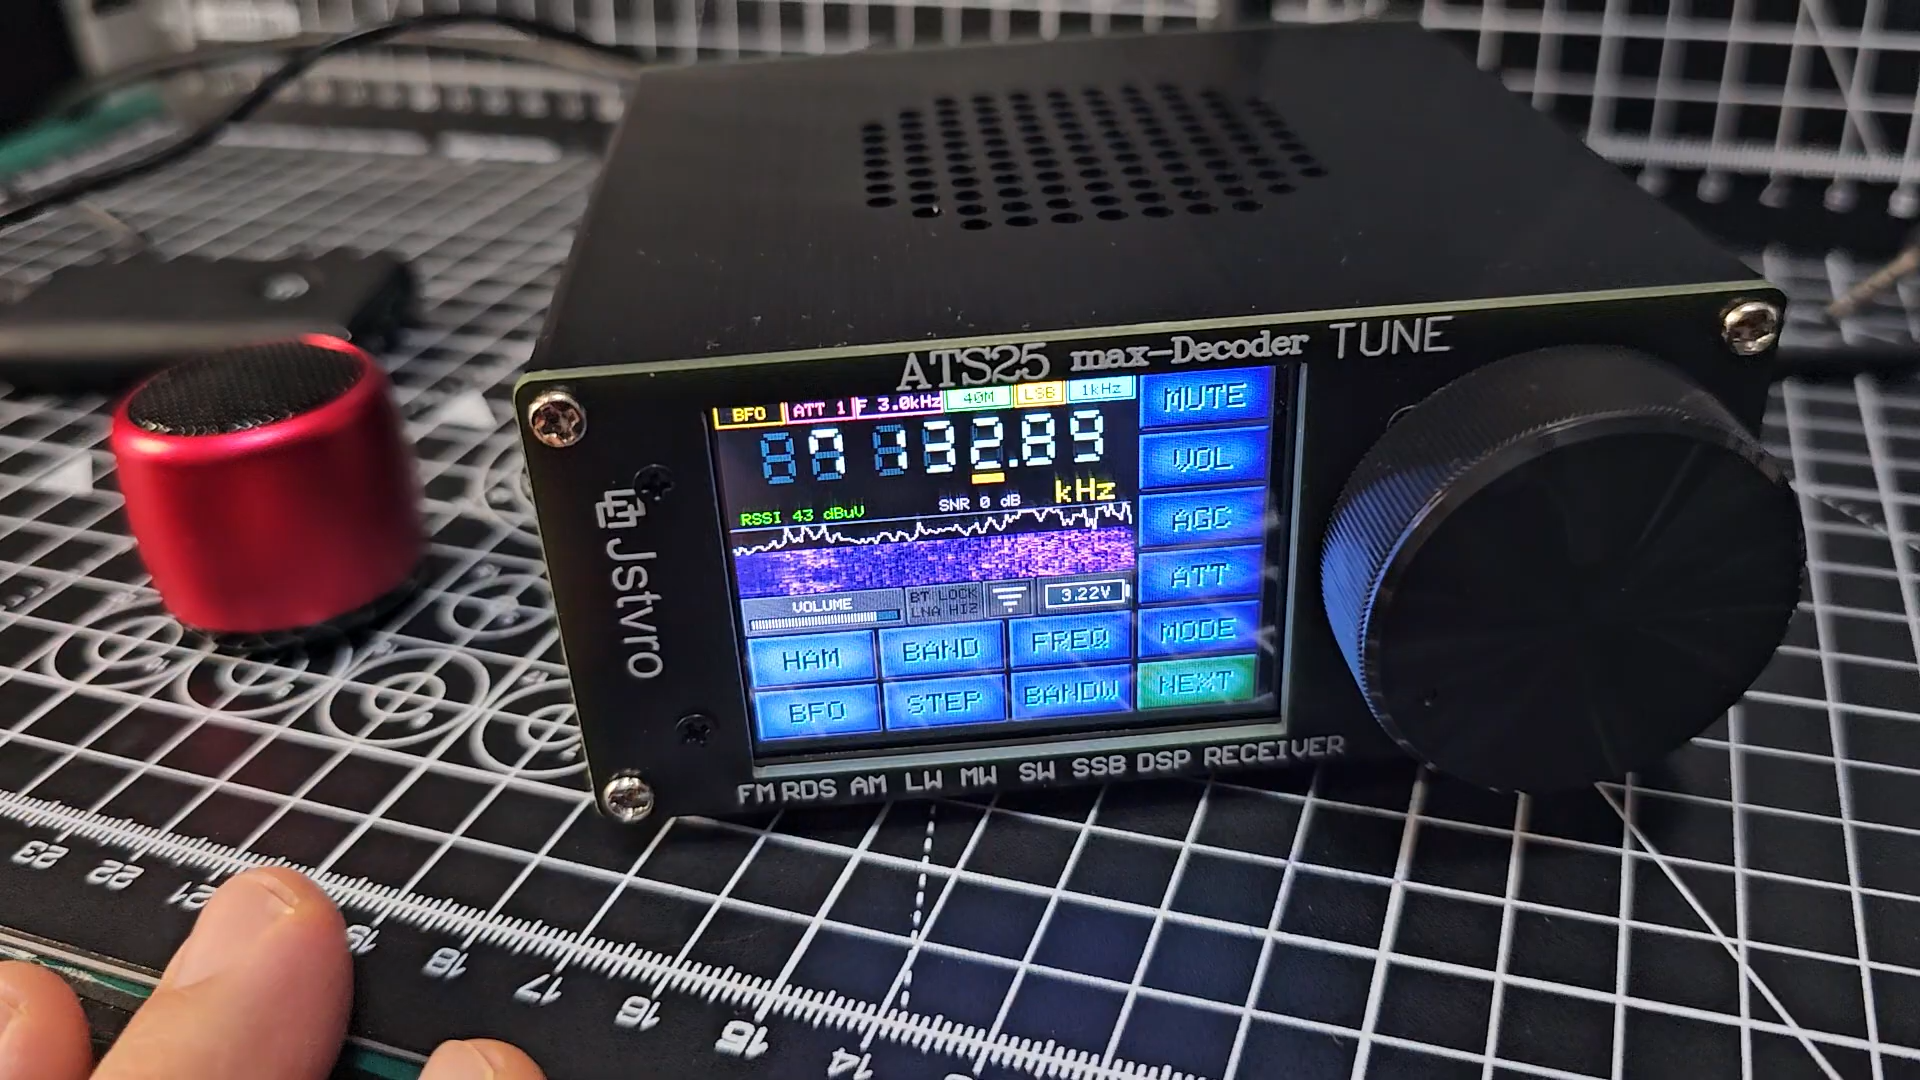 ATS25 max-Decoder TUNE
BFO ATT 1 F 3.0kHz 40M LSB 1kHz
7 132.89
kHz
RSSI 43 dBuV SNR 0 dB
VOLUME
BT LOCK
LNA HIZ
3.22V
MUTE
VOL
AGC
ATT
MODE
NEXT
HAM BAND FREQ
BFO STEP BANDW
Jstvro
FM RDS AM LW MW SW SSB DSP RECEIVER
23 22 21 19 18 17 16 15 14